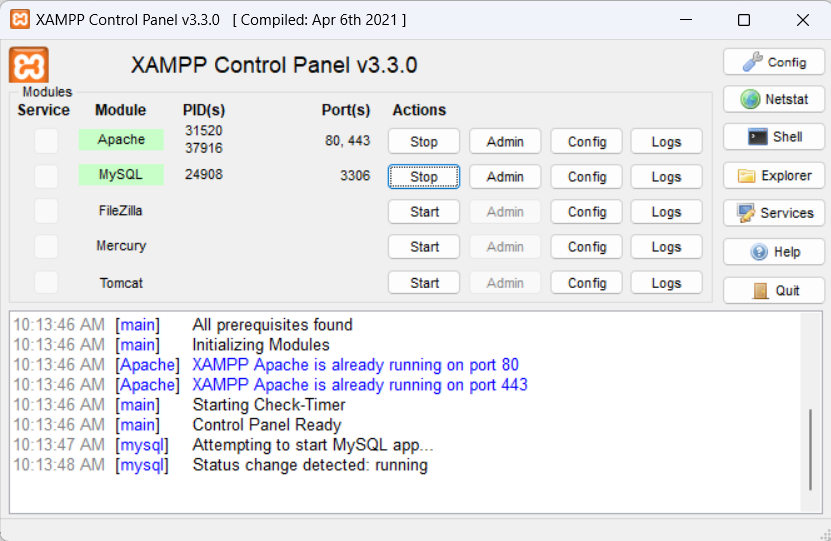 XAMPP Control Panel v3.3.0 [ Compiled: Apr 6th 2021 ]
XAMPP Control Panel v3.3.0
Config
Modules
Service Module PID(s) Port(s) Actions
Netstat
Apache 31520 37916 80, 443 Stop Admin Config Logs
Shell
MySQL 24908 3306 Stop Admin Config Logs
Explorer
FileZilla Start Admin Config Logs
Services
Mercury Start Admin Config Logs
Help
Tomcat Start Admin Config Logs
Quit
10:13:46 AM [main] All prerequisites found
10:13:46 AM [main] Initializing Modules
10:13:46 AM [Apache] XAMPP Apache is already running on port 80
10:13:46 AM [Apache] XAMPP Apache is already running on port 443
10:13:46 AM [main] Starting Check-Timer
10:13:46 AM [main] Control Panel Ready
10:13:47 AM [mysql] Attempting to start MySQL app...
10:13:48 AM [mysql] Status change detected: running